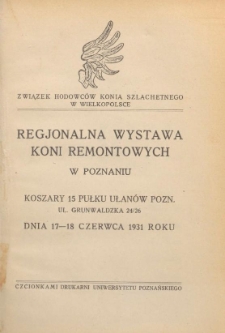 ZWIĄZEK HODOWCÓW KONIA SZLACHETNEGO
W WIELKOPOLSCE
REGJONALNA WYSTAWA
KONI REMONTOWYCH
W POZNANIU
KOSZARY 15 PUŁKU UŁANÓW POZN.
UL. GRUNWALDZKA 24/26
DNIA 17—18 CZERWCA 1931 ROKU
CZCIONKAMI DRUKARNI UNIWERSYTETU POZNAŃSKIEGO